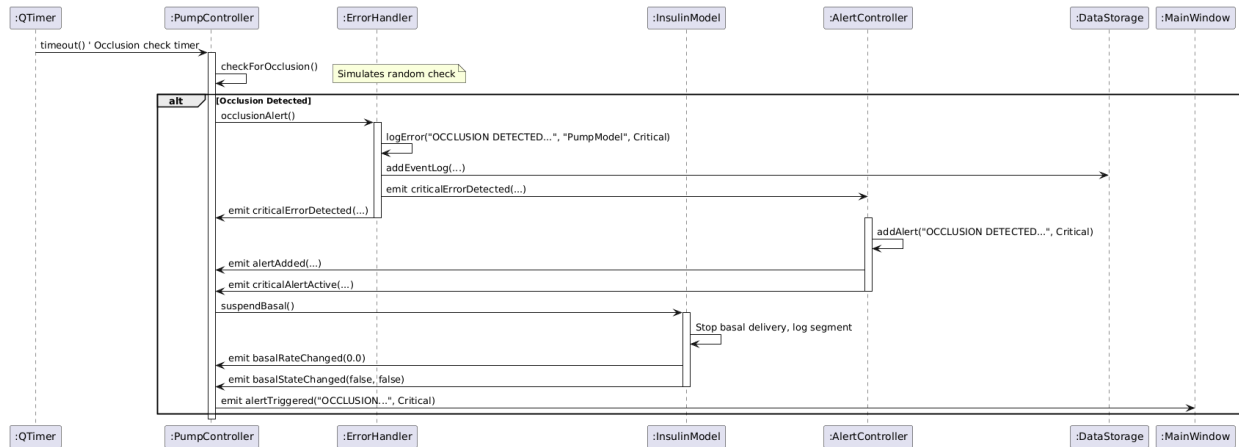 :QTimer :PumpController :ErrorHandler :InsulinModel :AlertController :DataStorage :MainWindow
timeout() ' Occlusion check timer
checkForOcclusion()
Simulates random check
alt [Occlusion Detected]
occlusionAlert()
logError("OCCLUSION DETECTED...", "PumpModel", Critical)
addEventLog(...)
emit criticalErrorDetected(...)
emit criticalErrorDetected(...)
addAlert("OCCLUSION DETECTED...", Critical)
emit alertAdded(...)
emit criticalAlertActive(...)
suspendBasal()
Stop basal delivery, log segment
emit basalRateChanged(0.0)
emit basalStateChanged(false, false)
emit alertTriggered("OCCLUSION...", Critical)
:QTimer :PumpController :ErrorHandler :InsulinModel :AlertController :DataStorage :MainWindow